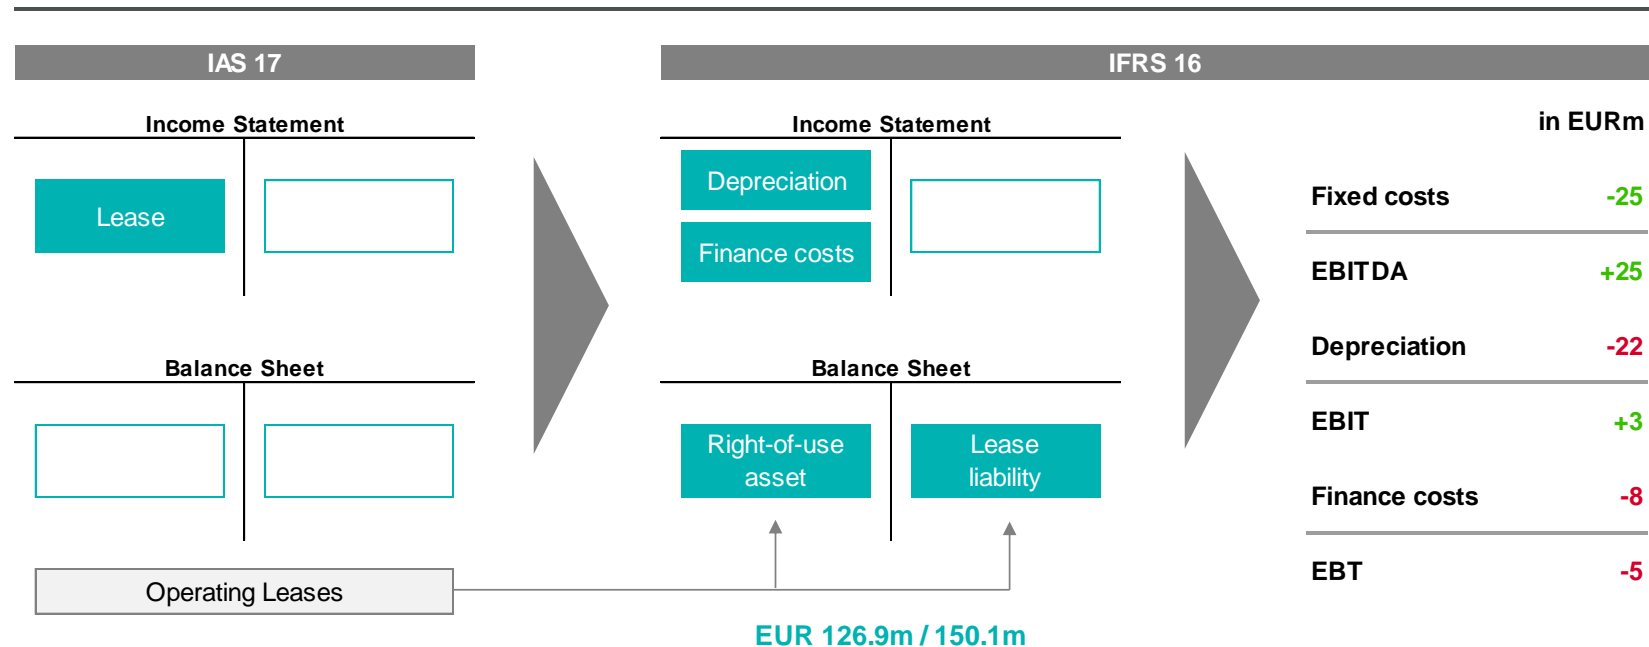 IAS 17
IFRS 16
Income Statement
Lease
Balance Sheet
Operating Leases
Income Statement
Depreciation
Finance costs
Balance Sheet
Right-of-use
asset
Lease
liability
EUR 126.9m / 150.1m
in EURm
Fixed costs -25
EBITDA +25
Depreciation -22
EBIT +3
Finance costs -8
EBT -5